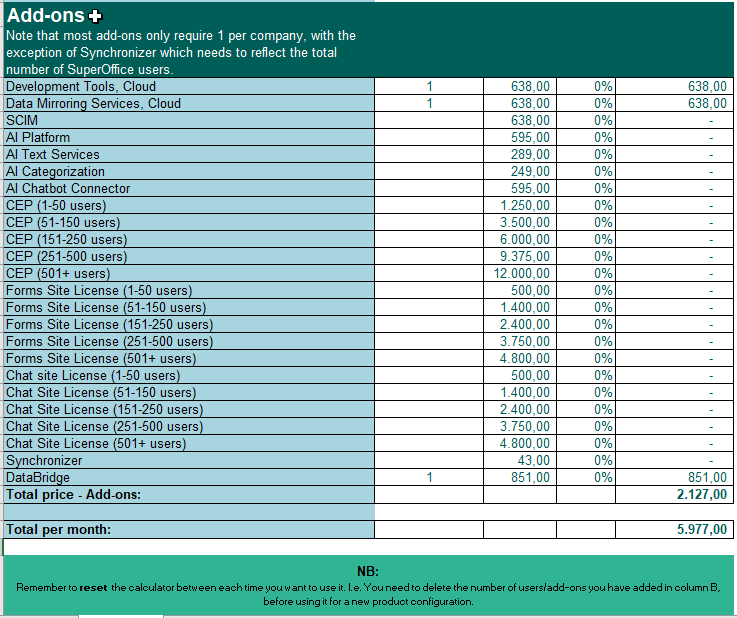 Add-ons
Note that most add-ons only require 1 per company, with the
exception of Synchronizer which needs to reflect the total
number of SuperOffice users.
Development Tools, Cloud 1 638,00 0% 638,00
Data Mirroring Services, Cloud 1 638,00 0% 638,00
SCIM 638,00 0% -
AI Platform 595,00 0% -
AI Text Services 289,00 0% -
AI Categorization 249,00 0% -
AI Chatbot Connector 595,00 0% -
CEP (1-50 users) 1.250,00 0% -
CEP (51-150 users) 3.500,00 0% -
CEP (151-250 users) 6.000,00 0% -
CEP (251-500 users) 9.375,00 0% -
CEP (501+ users) 12.000,00 0% -
Forms Site License (1-50 users) 500,00 0% -
Forms Site License (51-150 users) 1.400,00 0% -
Forms Site License (151-250 users) 2.400,00 0% -
Forms Site License (251-500 users) 3.750,00 0% -
Forms Site License (501+ users) 4.800,00 0% -
Chat site License (1-50 users) 500,00 0% -
Chat Site License (51-150 users) 1.400,00 0% -
Chat Site License (151-250 users) 2.400,00 0% -
Chat Site License (251-500 users) 3.750,00 0% -
Chat Site License (501+ users) 4.800,00 0% -
Synchronizer 43,00 0% -
DataBridge 1 851,00 0% 851,00
Total price - Add-ons: 2.127,00
Total per month: 5.977,00
NB:
Remember to reset the calculator between each time you want to use it. I.e. You need to delete the number of users/add-ons you have added in column B,
before using it for a new product configuration.